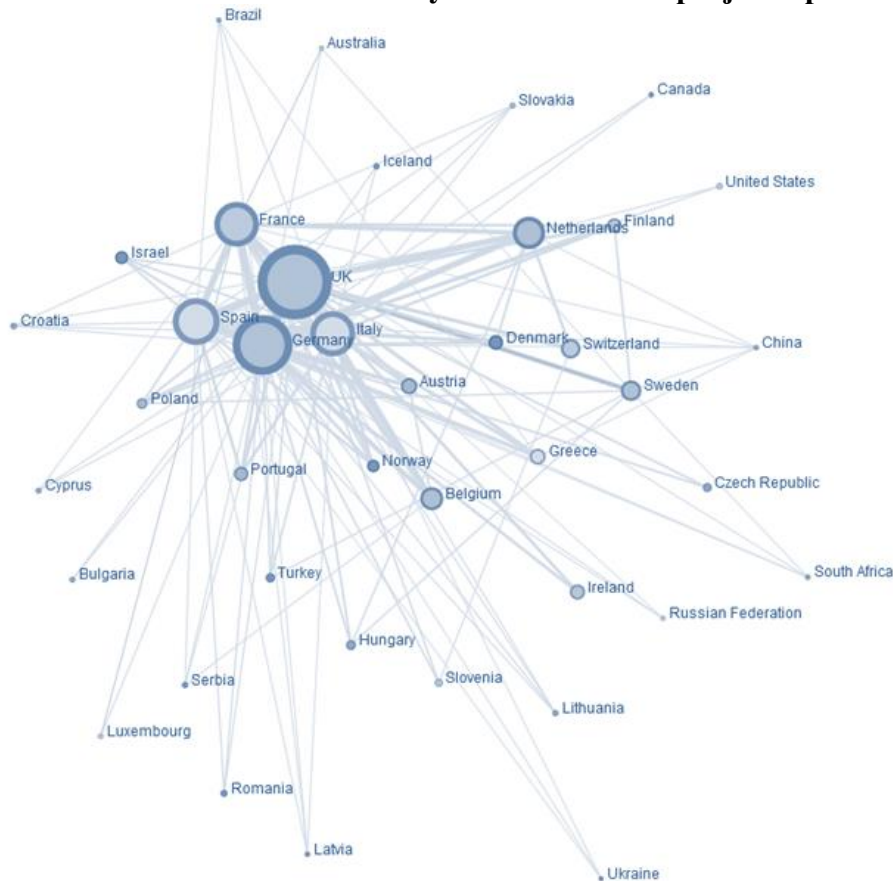 Brazil
Australia
Canada
Slovakia
Iceland
United States
France
Netherlands
Finland
Israel
UK
Croatia
Spain
Italy
Germany
Denmark
Switzerland
China
Austria
Sweden
Poland
Greece
Portugal
Norway
Czech Republic
Cyprus
Belgium
Bulgaria
Turkey
South Africa
Ireland
Russian Federation
Hungary
Serbia
Slovenia
Lithuania
Luxembourg
Romania
Latvia
Ukraine